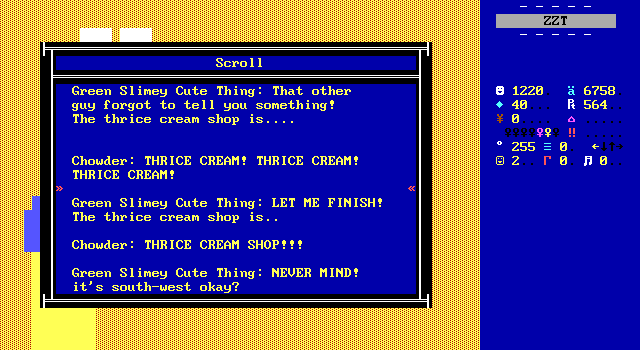 Scroll
Green Slimey Cute Thing: That other
guy forgot to tell you something!
The thrice cream shop is....
Chowder: THRICE CREAM! THRICE CREAM!
THRICE CREAM!
» «
Green Slimey Cute Thing: LET ME FINISH!
The thrice cream shop is..
Chowder: THRICE CREAM SHOP!!!
Green Slimey Cute Thing: NEVER MIND!
it's south-west okay?
ZZT
1220 ä 6758
40 564
0
255 0
2 0 0